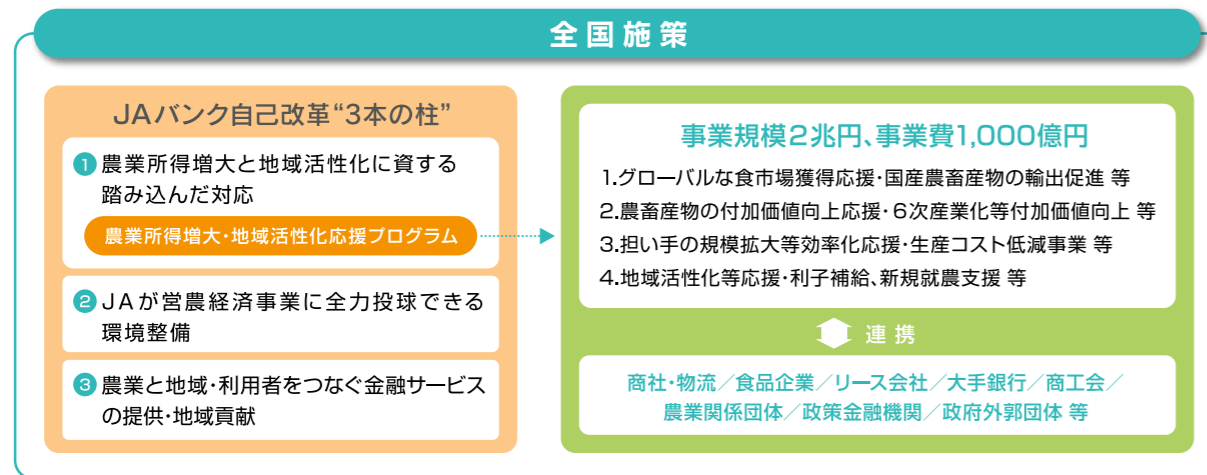 全国施策
JAバンク自己改革“3本の柱”
1 農業所得増大と地域活性化に資する
踏み込んだ対応
農業所得増大・地域活性化応援プログラム
2 JAが営農経済事業に全力投球できる
環境整備
3 農業と地域・利用者をつなぐ金融サービス
の提供・地域貢献
事業規模2兆円、事業費1,000億円
1.グローバルな食市場獲得応援・国産農畜産物の輸出促進 等
2.農畜産物の付加価値向上応援・6次産業化等付加価値向上 等
3.担い手の規模拡大等効率化応援・生産コスト低減事業 等
4.地域活性化等応援・利子補給、新規就農支援 等
連携
商社・物流／食品企業／リース会社／大手銀行／商工会／
農業関係団体／政策金融機関／政府外郭団体 等